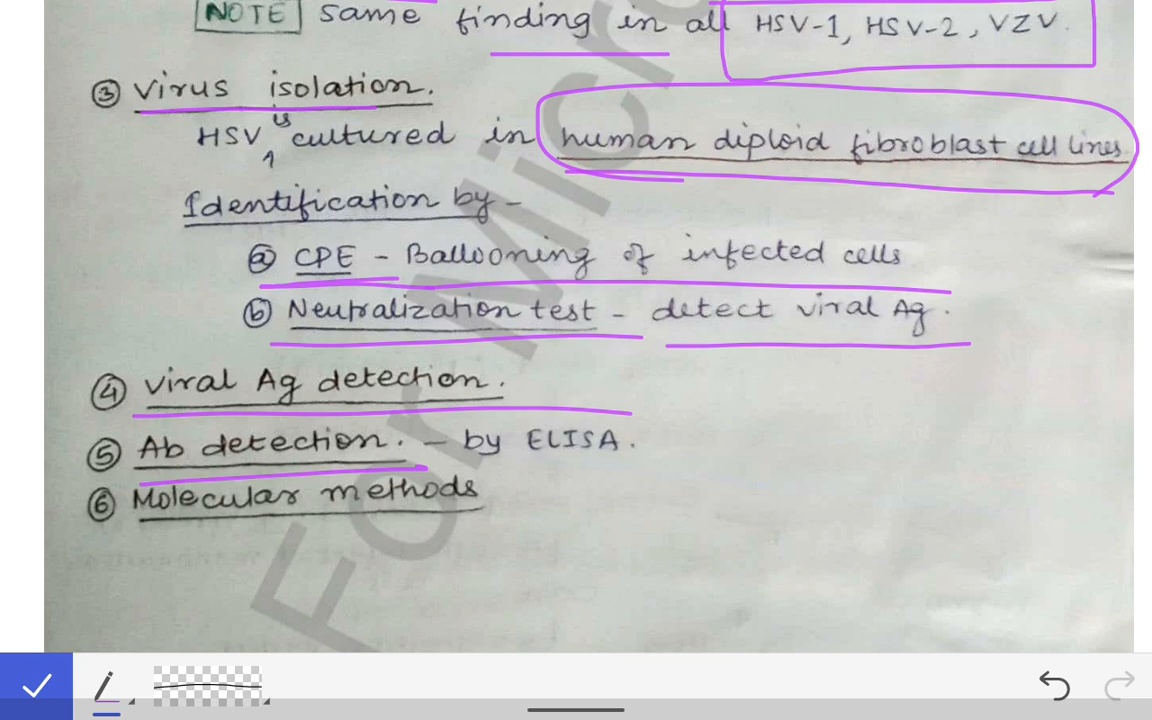 NOTE same finding in all HSV-1, HSV-2, VZV.
③ Virus isolation.
HSV is cultured in human diploid fibroblast cell lines
Identification by -
ⓐ CPE - Ballooning of infected cells
ⓑ Neutralization test - detect viral Ag.
④ Viral Ag detection.
⑤ Ab detection. - by ELISA.
⑥ Molecular methods
For Micro